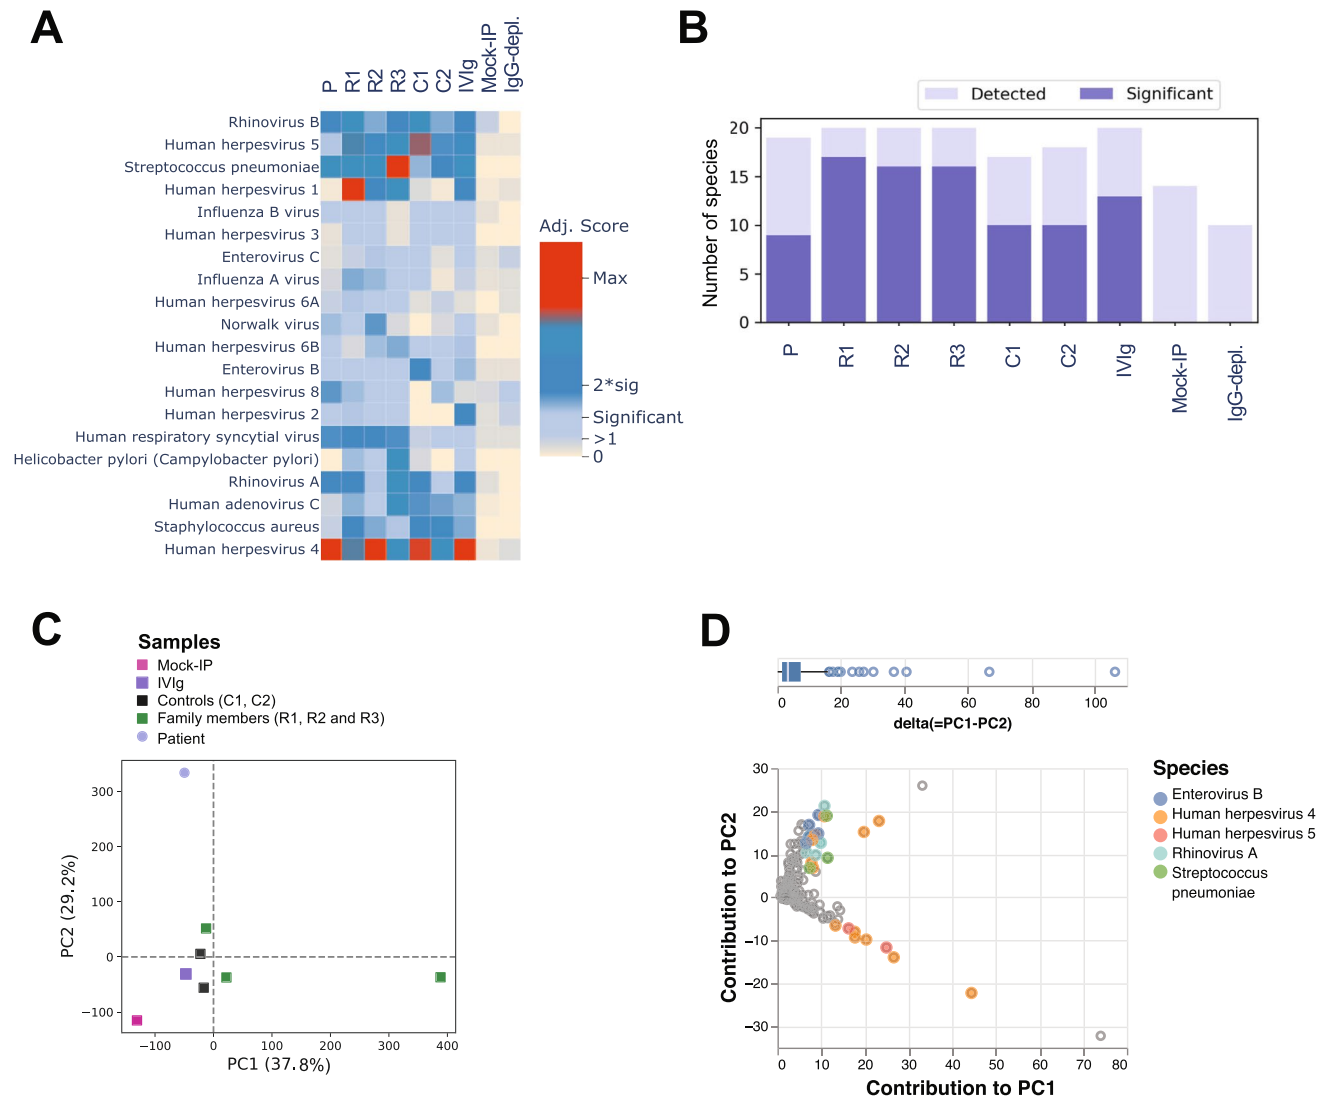 A
P
R1
R2
R3
C1
C2
IVIg
Mock-IP
IgG-depl.
Rhinovirus B
Human herpesvirus 5
Streptococcus pneumoniae
Human herpesvirus 1
Influenza B virus
Human herpesvirus 3
Enterovirus C
Influenza A virus
Human herpesvirus 6A
Norwalk virus
Human herpesvirus 6B
Enterovirus B
Human herpesvirus 8
Human herpesvirus 2
Human respiratory syncytial virus
Helicobacter pylori (Campylobacter pylori)
Rhinovirus A
Human adenovirus C
Staphylococcus aureus
Human herpesvirus 4
Adj. Score
Max
2*sig
Significant
>1
0
B
Detected
Significant
Number of species
20
15
10
5
0
P
R1
R2
R3
C1
C2
IVIg
Mock-IP
IgG-depl.
C
Samples
Mock-IP
IVIg
Controls (C1, C2)
Family members (R1, R2 and R3)
Patient
PC2 (29.2%)
300
200
100
0
−100
−100
0
100
200
300
400
PC1 (37.8%)
D
0
20
40
60
80
100
delta(=PC1-PC2)
Contribution to PC2
30
20
10
0
−10
−20
−30
0
10
20
30
40
50
60
70
80
Contribution to PC1
Species
Enterovirus B
Human herpesvirus 4
Human herpesvirus 5
Rhinovirus A
Streptococcus
pneumoniae